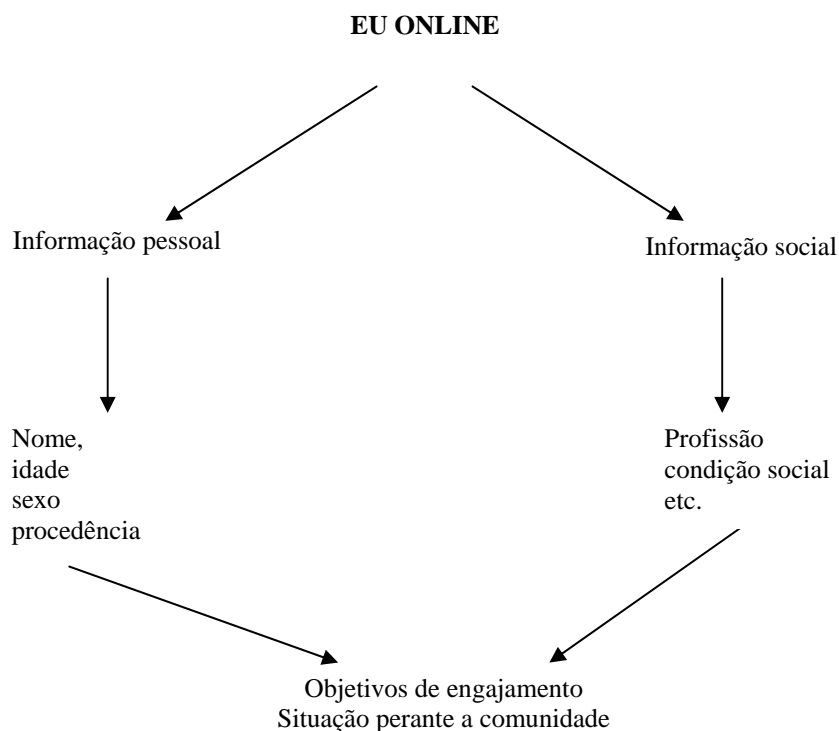 EU ONLINE
Informação pessoal
Informação social
Nome,
idade
sexo
procedência
Profissão
condição social
etc.
Objetivos de engajamento
Situação perante a comunidade